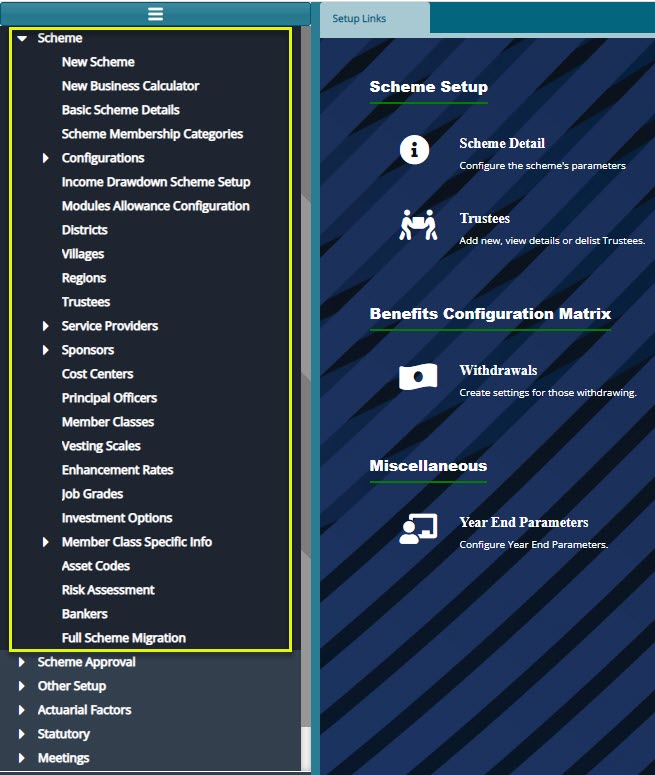 Scheme
New Scheme
New Business Calculator
Basic Scheme Details
Scheme Membership Categories
Configurations
Income Drawdown Scheme Setup
Modules Allowance Configuration
Districts
Villages
Regions
Trustees
Service Providers
Sponsors
Cost Centers
Principal Officers
Member Classes
Vesting Scales
Enhancement Rates
Job Grades
Investment Options
Member Class Specific Info
Asset Codes
Risk Assessment
Bankers
Full Scheme Migration
Scheme Approval
Other Setup
Actuarial Factors
Statutory
Meetings
Setup Links
Scheme Setup
Scheme Detail
Configure the scheme's parameters
Trustees
Add new, view details or delist Trustees.
Benefits Configuration Matrix
Withdrawals
Create settings for those withdrawing.
Miscellaneous
Year End Parameters
Configure Year End Parameters.